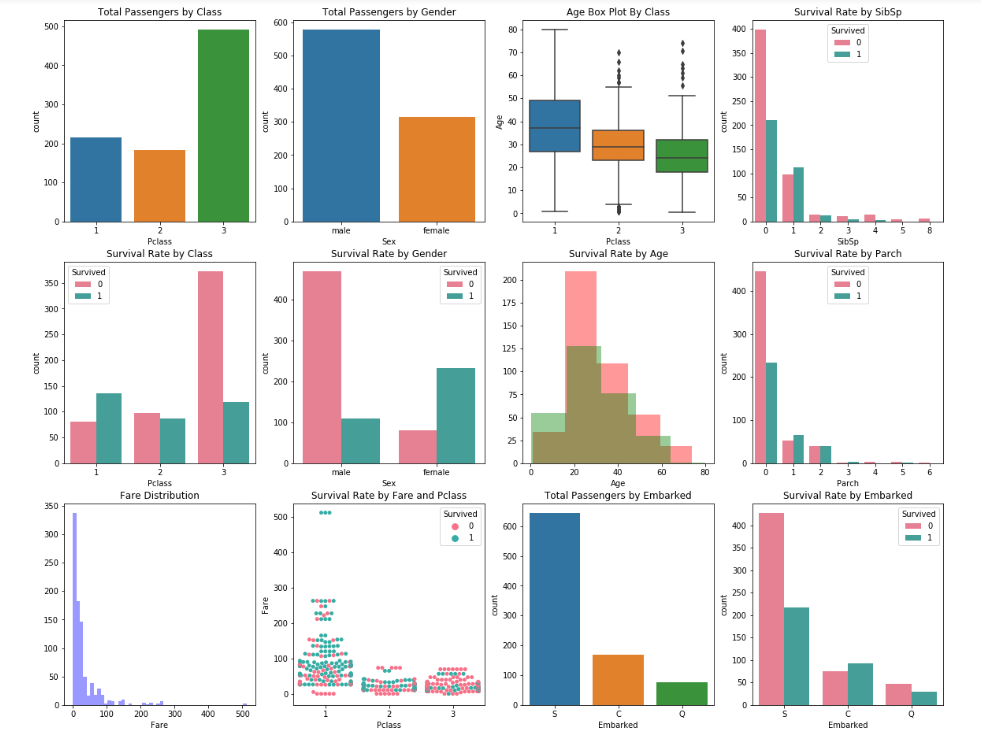 Total Passengers by Class
500
400
300
200
100
0
count
1 2 3
Pclass
Total Passengers by Gender
600
500
400
300
200
100
0
count
male female
Sex
Age Box Plot By Class
80
70
60
50
40
30
20
10
0
Age
1 2 3
Pclass
Survival Rate by SibSp
Survived
0
1
400
350
300
250
200
150
100
50
0
count
0 1 2 3 4 5 8
SibSp
Survival Rate by Class
Survived
0
1
350
300
250
200
150
100
50
0
count
1 2 3
Pclass
Survival Rate by Gender
Survived
0
1
400
300
200
100
0
count
male female
Sex
Survival Rate by Age
200
175
150
125
100
75
50
25
0
count
0 20 40 60 80
Age
Survival Rate by Parch
Survived
0
1
400
300
200
100
0
count
0 1 2 3 4 5 6
Parch
Fare Distribution
350
300
250
200
150
100
50
0
0 100 200 300 400 500
Fare
Survival Rate by Fare and Pclass
Survived
0
1
500
400
300
200
100
0
Fare
1 2 3
Pclass
Total Passengers by Embarked
600
500
400
300
200
100
0
count
S C Q
Embarked
Survival Rate by Embarked
Survived
0
1
400
350
300
250
200
150
100
50
0
count
S C Q
Embarked